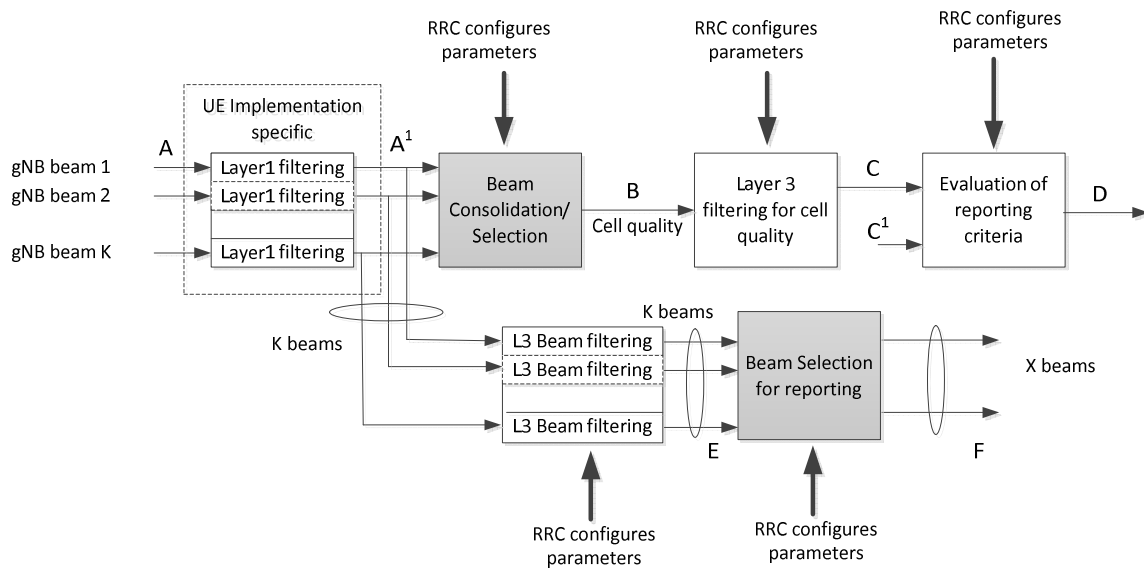 RRC configures
parameters
RRC configures
parameters
RRC configures
parameters
UE Implementation
specific
A
A1
gNB beam 1
Layer1 filtering
gNB beam 2
Layer1 filtering
gNB beam K
Layer1 filtering
Beam
Consolidation/
Selection
B
Cell quality
Layer 3
filtering for cell
quality
C
C1
Evaluation of
reporting
criteria
D
K beams
L3 Beam filtering
L3 Beam filtering
L3 Beam filtering
K beams
E
Beam Selection
for reporting
X beams
F
RRC configures
parameters
RRC configures
parameters